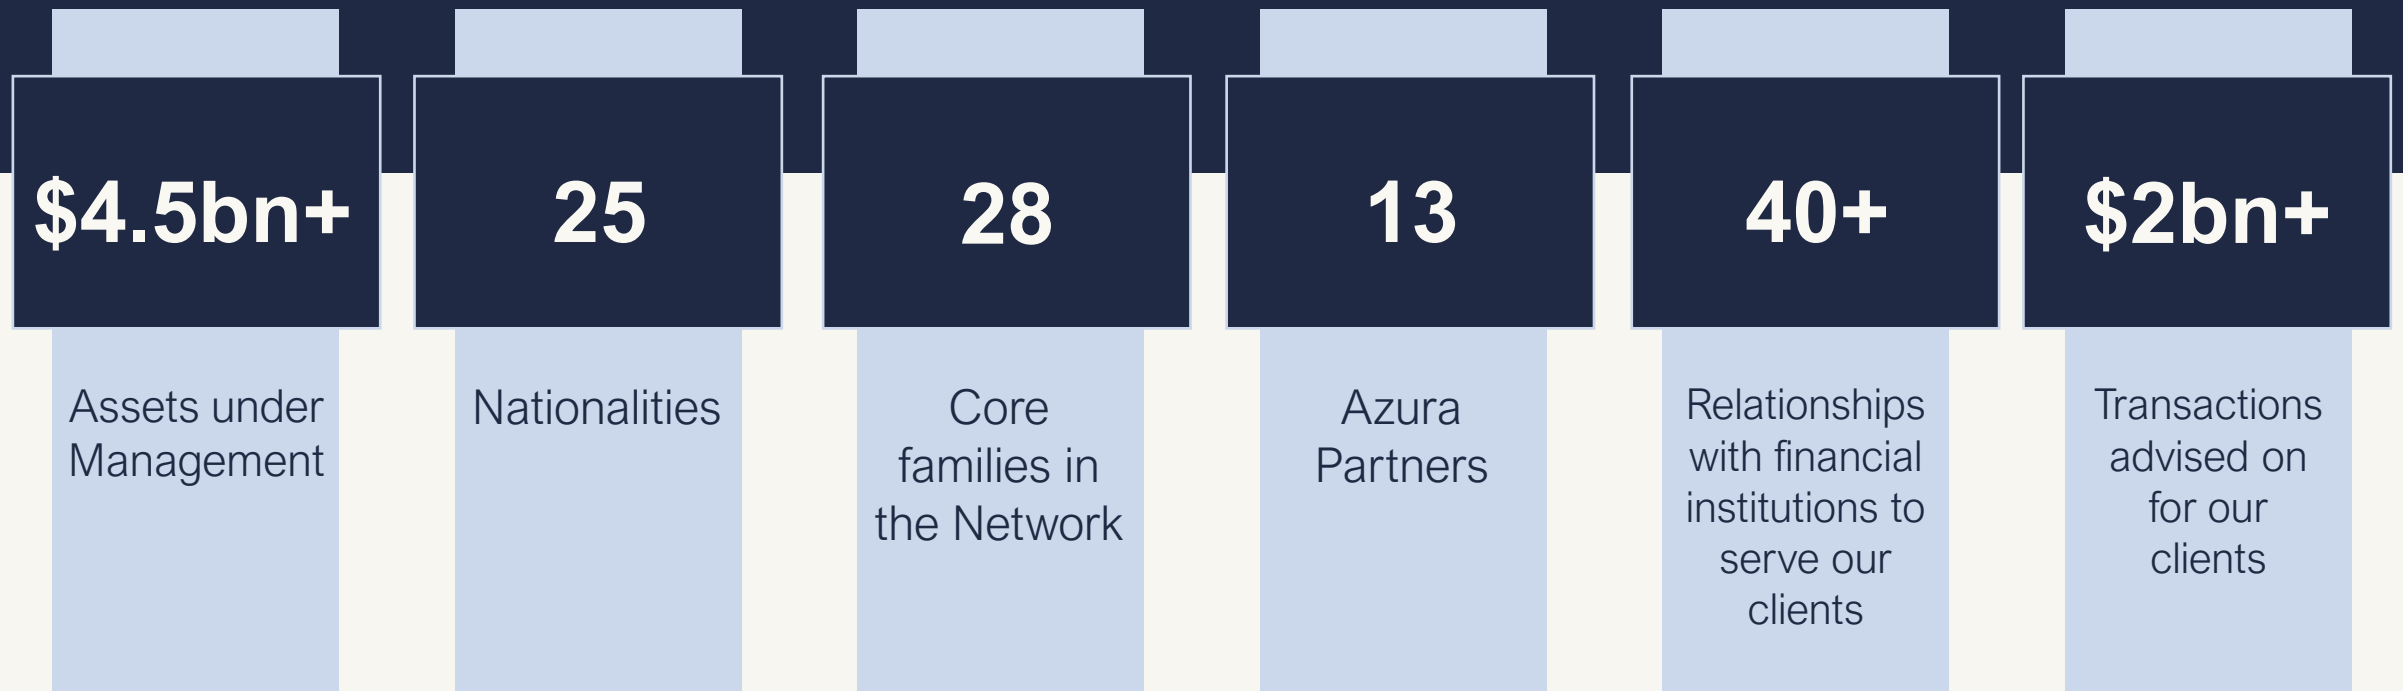 $4.5bn+
Assets under
Management
25
Nationalities
28
Core
families in
the Network
13
Azura
Partners
40+
Relationships
with financial
institutions to
serve our
clients
$2bn+
Transactions
advised on
for our
clients